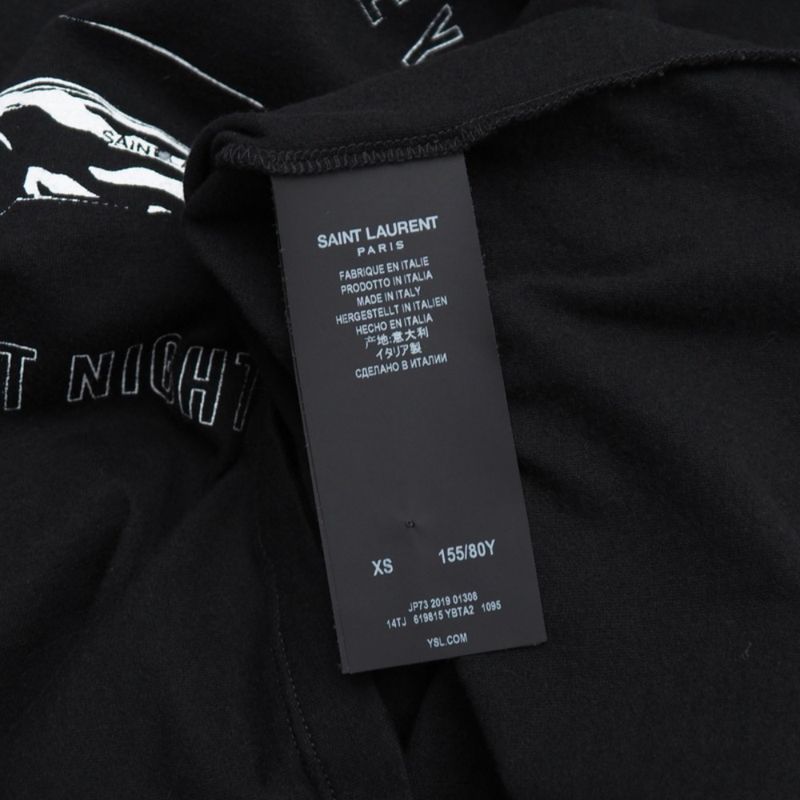 SAINT
T NIGHT
SAINT LAURENT
PARIS
FABRIQUE EN ITALIE
PRODOTTO IN ITALIA
MADE IN ITALY
HERGESTELLT IN ITALIEN
HECHO EN ITALIA
产地:意大利
イタリア製
СДЕЛАНО В ИТАЛИИ
XS 155/80Y
JP73 2019 01308
14TJ 619815 YBTA2 1095
YSL.COM